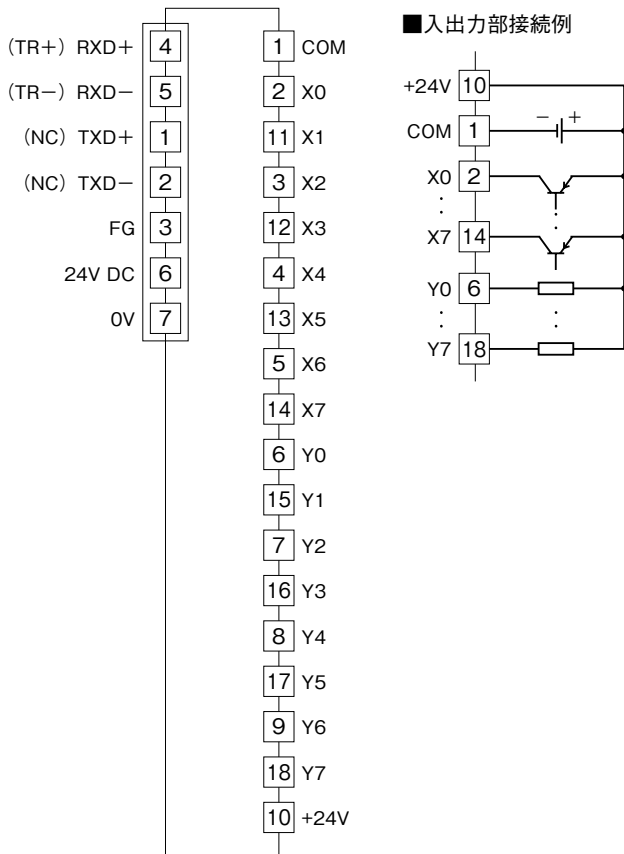 (TR+) RXD+ 4
(TR−) RXD− 5
(NC) TXD+ 1
(NC) TXD− 2
FG 3
24V DC 6
0V 7
1 COM
2 X0
11 X1
3 X2
12 X3
4 X4
13 X5
5 X6
14 X7
6 Y0
15 Y1
7 Y2
16 Y3
8 Y4
17 Y5
9 Y6
18 Y7
10 +24V
■入出力部接続例
+24V 10
COM 1 − +
X0 2
:
X7 14
Y0 6
:
Y7 18